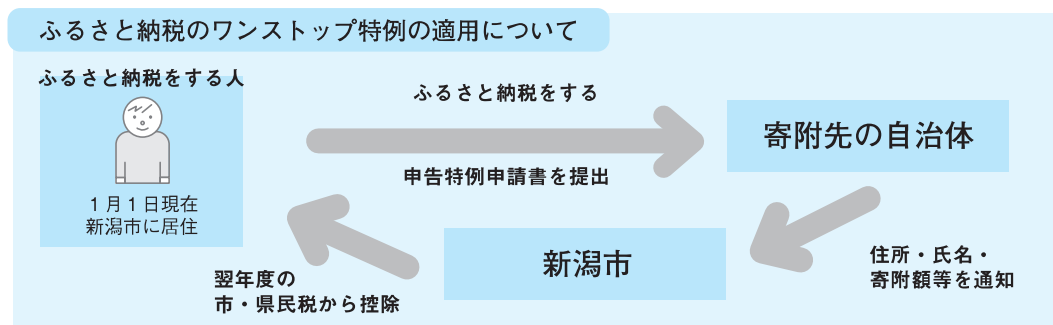 ふるさと納税のワンストップ特例の適用について
ふるさと納税をする人
１月１日現在
新潟市に居住
ふるさと納税をする
申告特例申請書を提出
寄附先の自治体
住所・氏名・
寄附額等を通知
新潟市
翌年度の
市・県民税から控除